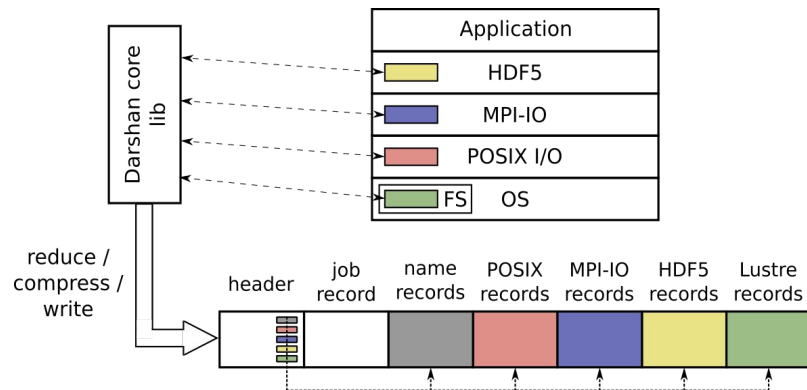 Darshan core
lib
Application
HDF5
MPI-IO
POSIX I/O
FS OS
reduce /
compress /
write
header
job
record
name
records
POSIX
records
MPI-IO
records
HDF5
records
Lustre
records